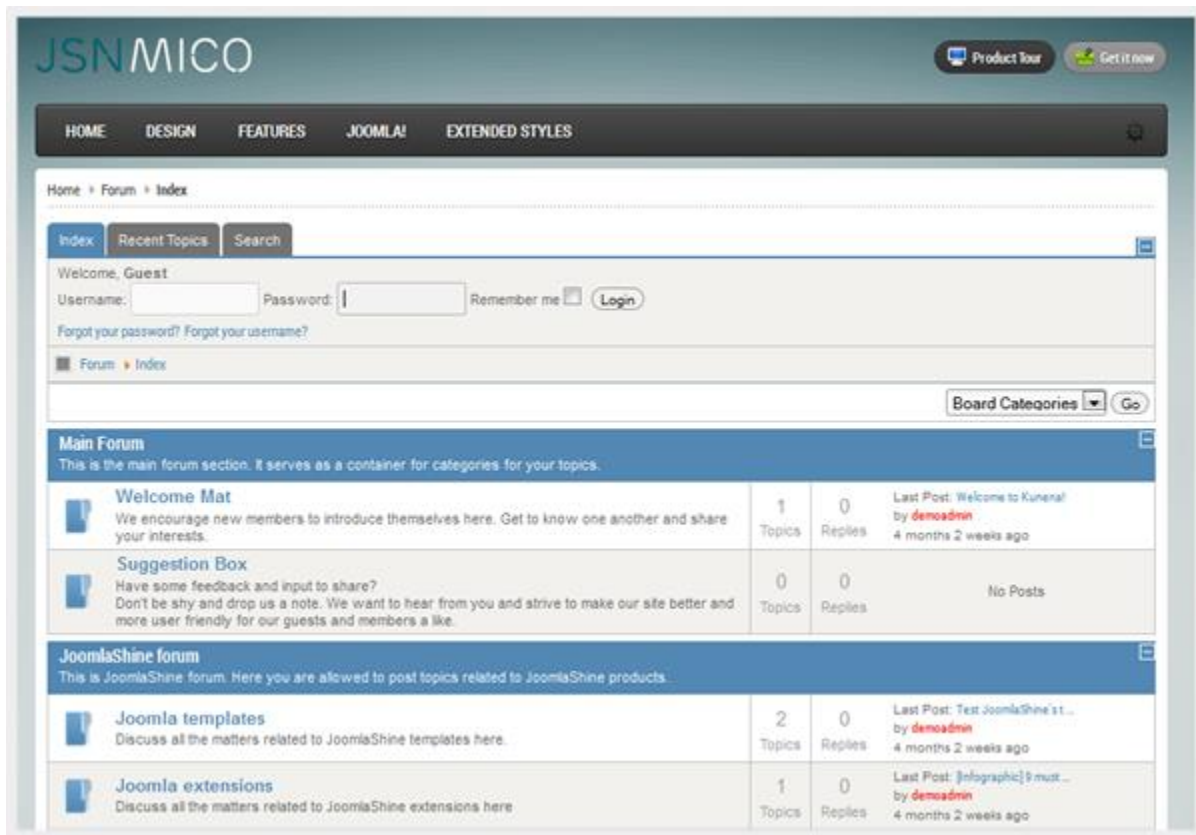 JSNMICO
Product Tour
Get it now
HOME DESIGN FEATURES JOOMLA! EXTENDED STYLES
Home Forum Index
Index Recent Topics Search
Welcome, Guest
Username: Password: Remember me Login
Forgot your password? Forgot your username?
Forum Index
Board Categories Go
Main Forum
This is the main forum section. It serves as a container for categories for your topics.
Welcome Mat
We encourage new members to introduce themselves here. Get to know one another and share
your interests.
1
Topics
0
Replies
Last Post: Welcome to Kunena!
by demoadmin
4 months 2 weeks ago
Suggestion Box
Have some feedback and input to share?
Don't be shy and drop us a note. We want to hear from you and strive to make our site better and
more user friendly for our guests and members a like.
0
Topics
0
Replies
No Posts
JoomlaShine forum
This is JoomlaShine forum. Here you are allowed to post topics related to JoomlaShine products.
Joomla templates
Discuss all the matters related to JoomlaShine templates here.
2
Topics
0
Replies
Last Post: Test JoomlaShine's t...
by demoadmin
4 months 2 weeks ago
Joomla extensions
Discuss all the matters related to JoomlaShine extensions here
1
Topics
0
Replies
Last Post: [Infographic] 9 must ...
by demoadmin
4 months 2 weeks ago